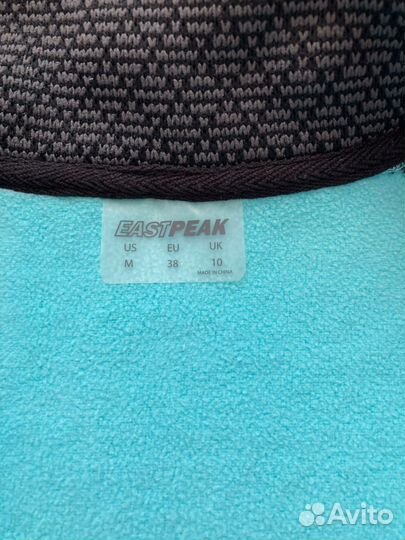 EASTPEAK
US EU UK
M 38 10
MADE IN CHINA
Avito